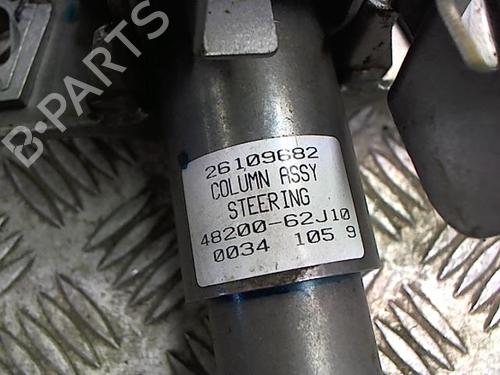 B-PARTS
26109682
COLUMN ASSY
STEERING
48200-62J10
0034 105 9